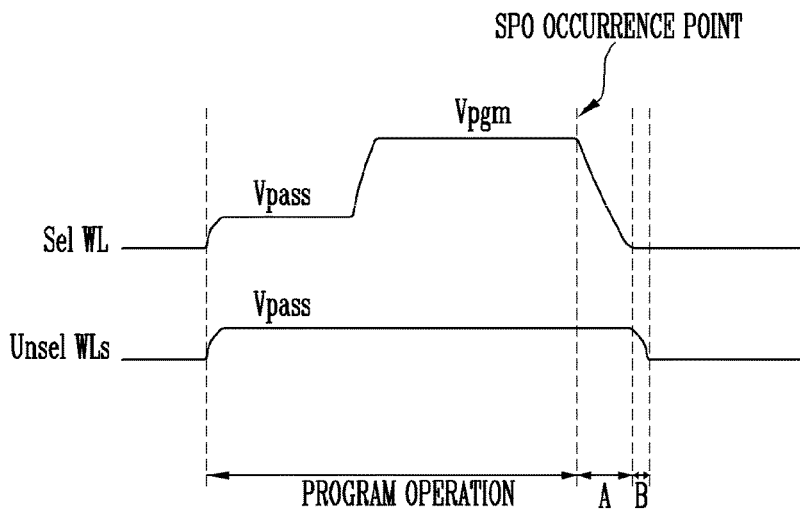 SPO OCCURRENCE POINT
Vpgm
Vpass
Sel WL
Vpass
Unsel WLs
PROGRAM OPERATION
A
B